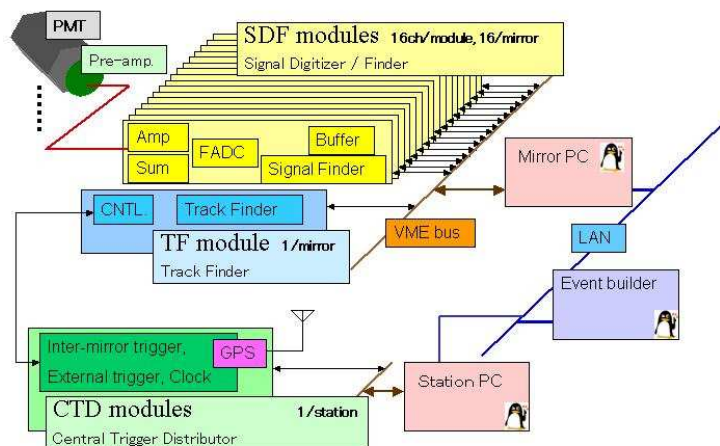 PMT
Pre-amp.
SDF modules 16ch/module, 16/mirror
Signal Digitizer / Finder
Amp
Sum
FADC
Buffer
Signal Finder
CNTL.
Track Finder
TF module 1/mirror
Track Finder
VME bus
Mirror PC
LAN
Event builder
Inter-mirror trigger,
External trigger, Clock
GPS
CTD modules 1/station
Central Trigger Distributor
Station PC